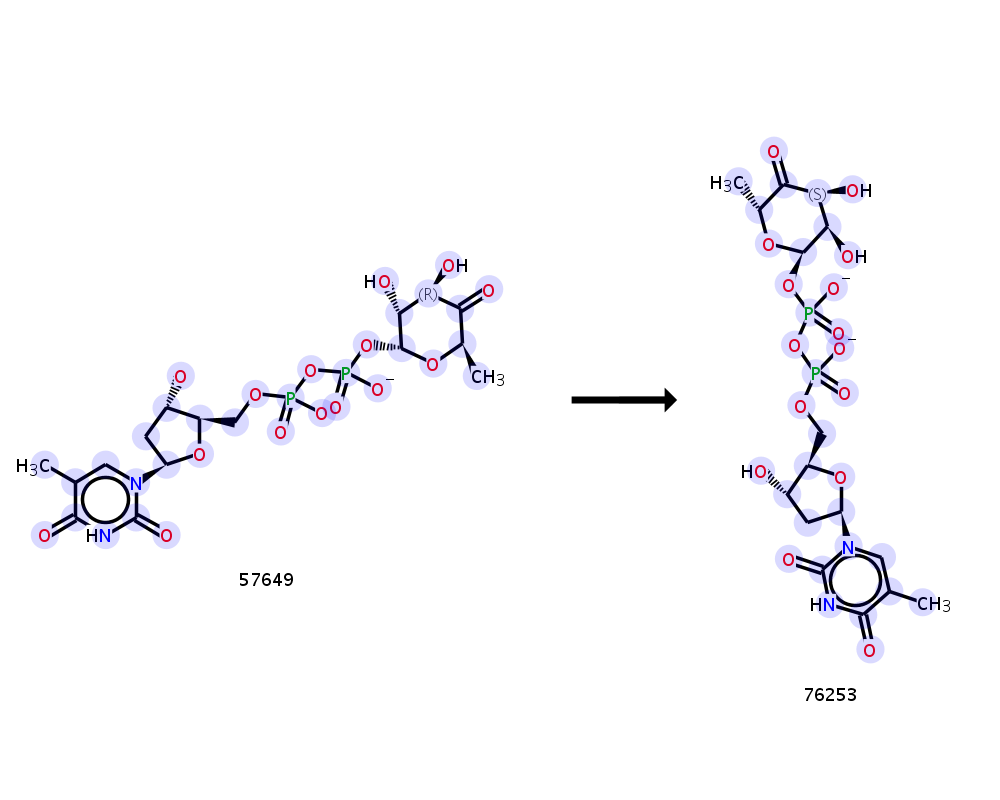 O
H₃C (S) OH
O OH
HO OH O O⁻
(R) O P
O O
O O⁻
O P O
O O P O⁻ CH₃ O
O P O O
O HO O
O
H₃C N N
O
O HN O HN CH₃
57649 O
76253